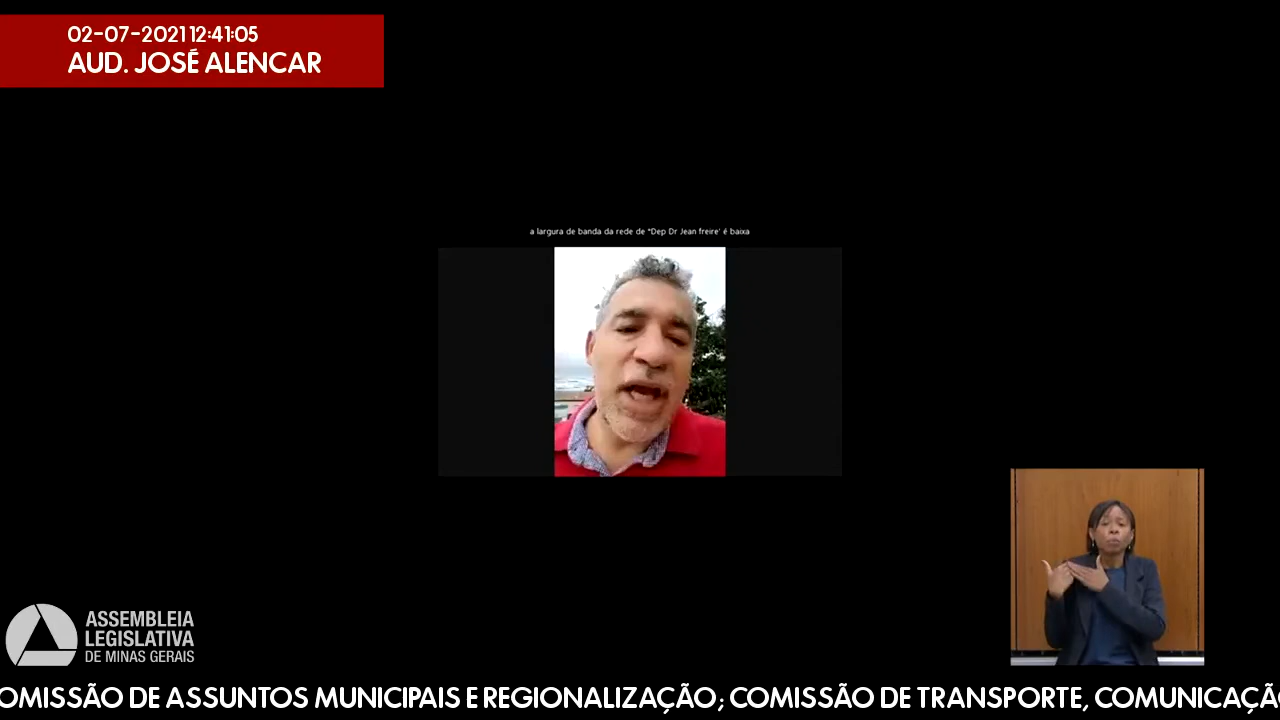 02-07-2021 12:41:05
AUD. JOSÉ ALENCAR
a largura de banda da rede de "Dep Dr Jean freire' é baixa
ASSEMBLEIA
LEGISLATIVA
DE MINAS GERAIS
OMISSÃO DE ASSUNTOS MUNICIPAIS E REGIONALIZAÇÃO; COMISSÃO DE TRANSPORTE, COMUNICAÇÃ